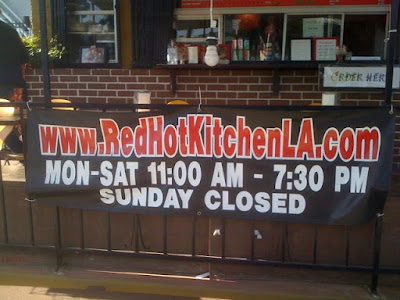 ORDER HERE
www.RedHotKitchenLA.com
MON-SAT 11:00 AM - 7:30 PM
SUNDAY CLOSED